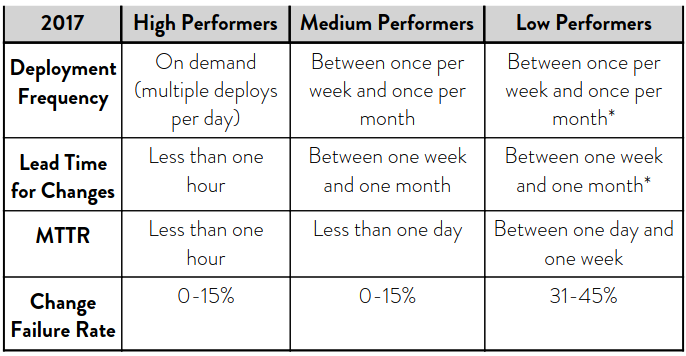 2017 High Performers Medium Performers Low Performers
Deployment Frequency
On demand
(multiple deploys
per day)
Between once per
week and once per
month
Between once per
week and once per
month*
Lead Time
for Changes
Less than one
hour
Between one week
and one month
Between one week
and one month*
MTTR
Less than one
hour
Less than one day
Between one day and
one week
Change
Failure Rate
0-15%
0-15%
31-45%